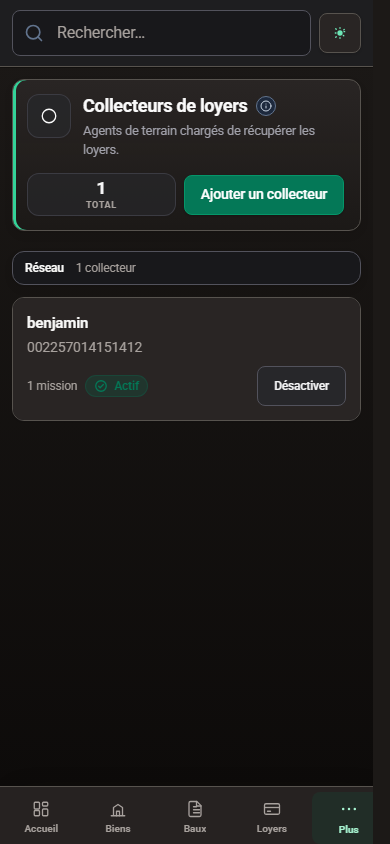 Rechercher...
Collecteurs de loyers
Agents de terrain chargés de récupérer les
loyers.
1
TOTAL
Ajouter un collecteur
Réseau 1 collecteur
benjamin
002257014151412
1 mission Actif
Désactiver
Accueil Biens Baux Loyers Plus